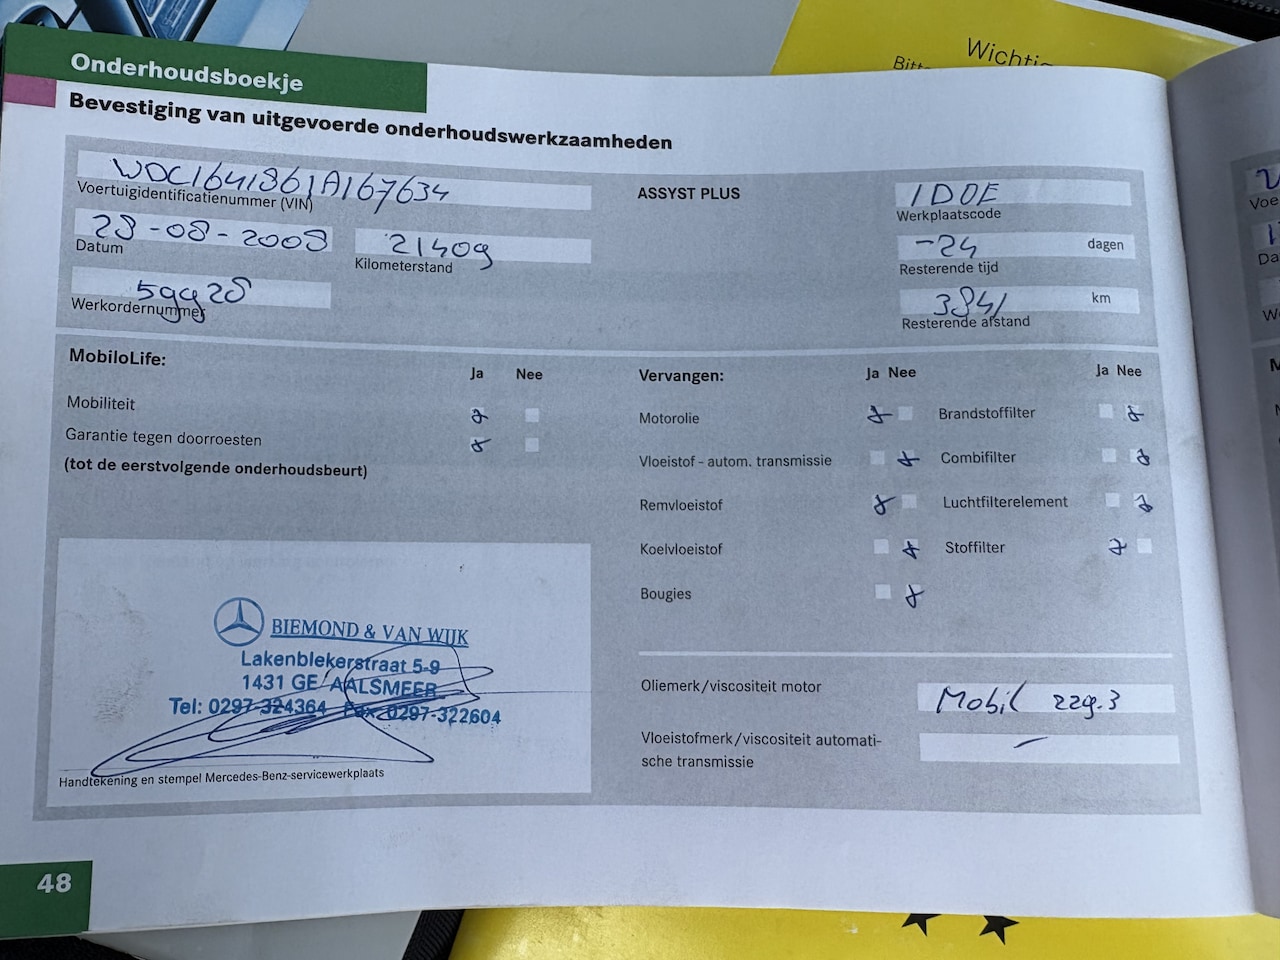 Wichtig
Bitte
Onderhoudsboekje
Bevestiging van uitgevoerde onderhoudswerkzaamheden
WDC1641861A167634
Voertuigidentificatienummer (VIN)
28-08-2008
Datum
21409
Kilometerstand
59928
Werkordernummer
ASSYST PLUS
1D0E
Werkplaatscode
-24 dagen
Resterende tijd
3841 km
Resterende afstand
MobiloLife:
Ja Nee
Mobiliteit
Garantie tegen doorroesten
(tot de eerstvolgende onderhoudsbeurt)
Vervangen:
Ja Nee
Ja Nee
Motorolie
Brandstoffilter
Vloeistof - autom. transmissie
Combifilter
Remvloeistof
Luchtfilterelement
Koelvloeistof
Stoffilter
Bougies
BIEMOND & VAN WIJK
Lakenblekerstraat 5-9
1431 GE AALSMEER
Tel: 0297-324364 Fax 0297-322604
Handtekening en stempel Mercedes-Benz-servicewerkplaats
Oliemerk/viscositeit motor
Mobil 229.3
Vloeistofmerk/viscositeit automati-
sche transmissie
48